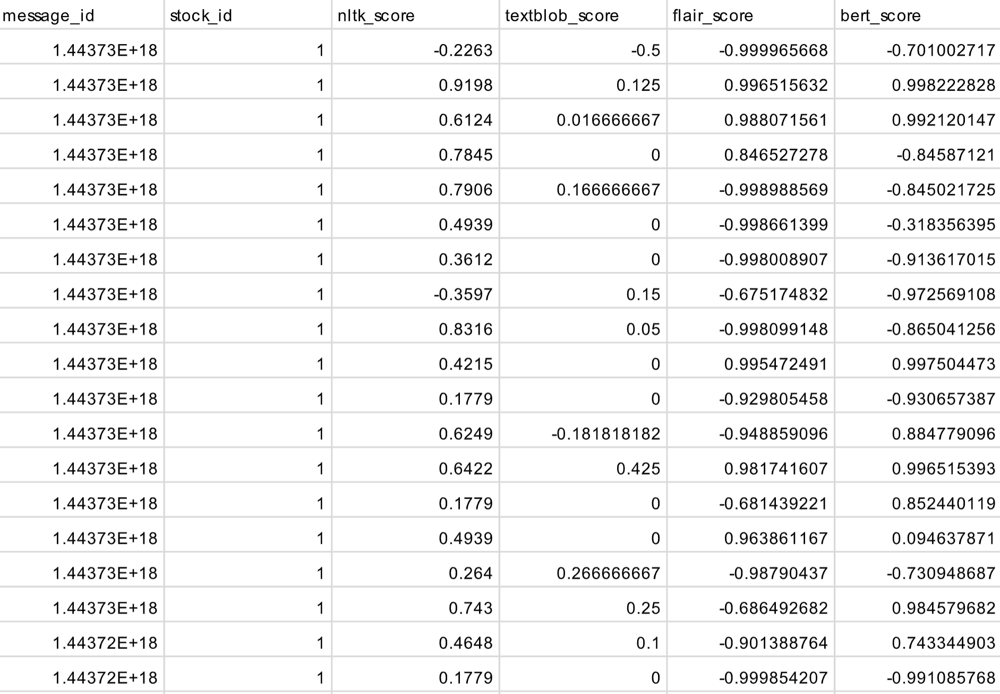 message_id stock_id nltk_score textblob_score flair_score bert_score
1.44373E+18 1 -0.2263 -0.5 -0.999965668 -0.701002717
1.44373E+18 1 0.9198 0.125 0.996515632 0.998222828
1.44373E+18 1 0.6124 0.016666667 0.988071561 0.992120147
1.44373E+18 1 0.7845 0 0.846527278 -0.84587121
1.44373E+18 1 0.7906 0.166666667 -0.998988569 -0.845021725
1.44373E+18 1 0.4939 0 -0.998661399 -0.318356395
1.44373E+18 1 0.3612 0 -0.998008907 -0.913617015
1.44373E+18 1 -0.3597 0.15 -0.675174832 -0.972569108
1.44373E+18 1 0.8316 0.05 -0.998099148 -0.865041256
1.44373E+18 1 0.4215 0 0.995472491 0.997504473
1.44373E+18 1 0.1779 0 -0.929805458 -0.930657387
1.44373E+18 1 0.6249 -0.181818182 -0.948859096 0.884779096
1.44373E+18 1 0.6422 0.425 0.981741607 0.996515393
1.44373E+18 1 0.1779 0 -0.681439221 0.852440119
1.44373E+18 1 0.4939 0 0.963861167 0.094637871
1.44373E+18 1 0.264 0.266666667 -0.98790437 -0.730948687
1.44373E+18 1 0.743 0.25 -0.686492682 0.984579682
1.44372E+18 1 0.4648 0.1 -0.901388764 0.743344903
1.44372E+18 1 0.1779 0 -0.999854207 -0.991085768